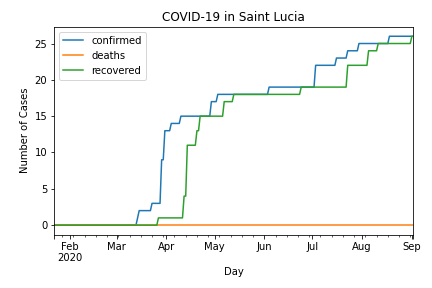 COVID-19 in Saint Lucia
confirmed
deaths
recovered
Number of Cases
25
20
15
10
5
0
Feb Mar Apr May Jun Jul Aug Sep
2020
Day